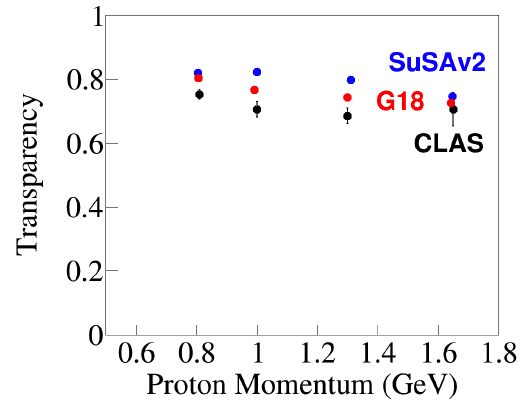 1
0.8
0.6
0.4
0.2
0
Transparency
SuSAv2
G18
CLAS
0.6 0.8 1 1.2 1.4 1.6 1.8
Proton Momentum (GeV)